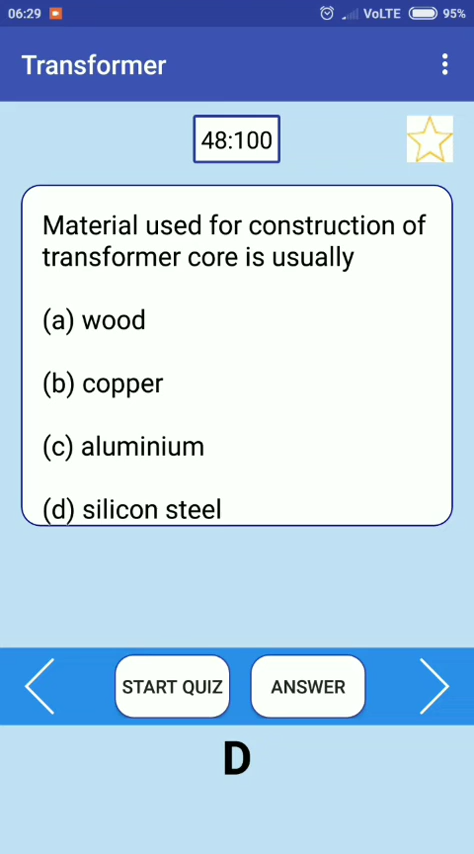 06:29 VoLTE 95%
Transformer
48:100
Material used for construction of
transformer core is usually
(a) wood
(b) copper
(c) aluminium
(d) silicon steel
START QUIZ ANSWER
D